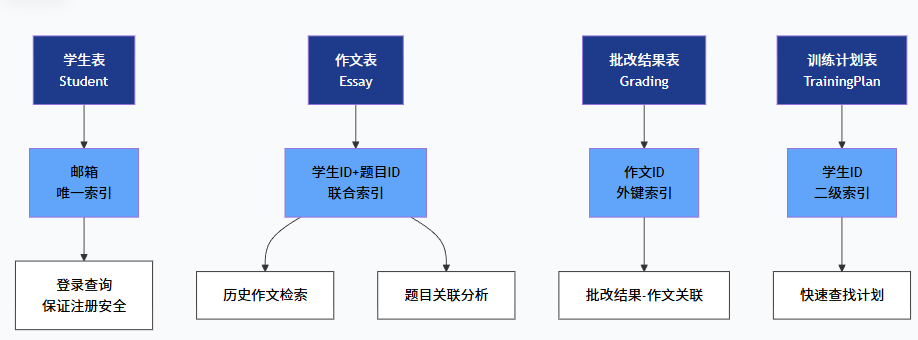 学生表
Student
作文表
Essay
批改结果表
Grading
训练计划表
TrainingPlan
邮箱
唯一索引
学生ID+题目ID
联合索引
作文ID
外键索引
学生ID
二级索引
登录查询
保证注册安全
历史作文检索
题目关联分析
批改结果-作文关联
快速查找计划